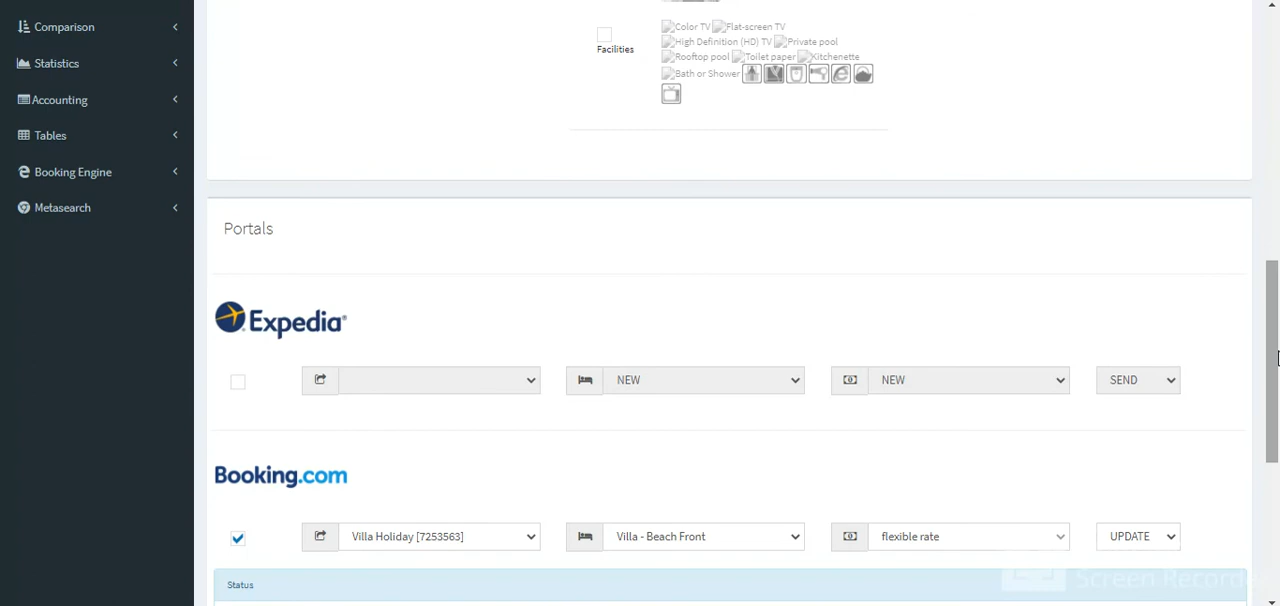 Comparison
Statistics
Accounting
Tables
Booking Engine
Metasearch
Facilities
Color TV Flat-screen TV
High Definition (HD) TV Private pool
Rooftop pool Toilet paper Kitchenette
Bath or Shower
Portals
Expedia®
NEW NEW SEND
Booking.com
Villa Holiday [7253563] Villa - Beach Front flexible rate UPDATE
Status
Screen Recorde